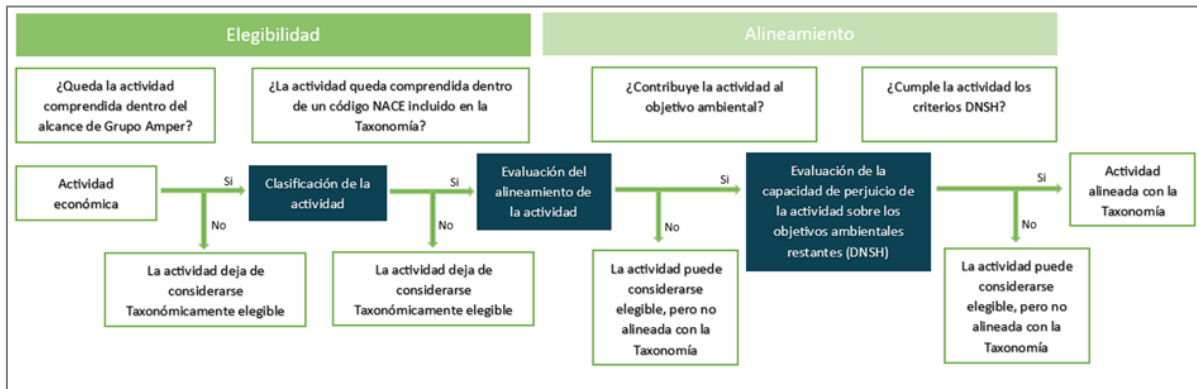 Elegibilidad
Alineamiento
¿Queda la actividad
comprendida dentro del
alcance de Grupo Amper?
¿La actividad queda comprendida dentro
de un código NACE incluido en la
Taxonomía?
¿Contribuye la actividad al
objetivo ambiental?
¿Cumple la actividad los
criterios DNSH?
Actividad
económica
Si
No
Clasificación de la
actividad
Si
No
Evaluación del
alineamiento de
la actividad
Si
No
Evaluación de la
capacidad de perjuicio de
la actividad sobre los
objetivos ambientales
restantes (DNSH)
Si
No
Actividad
alineada con la
Taxonomía
La actividad deja de
considerarse
Taxonómicamente elegible
La actividad deja de
considerarse
Taxonómicamente elegible
La actividad puede
considerarse
elegible, pero no
alineada con la
Taxonomía
La actividad puede
considerarse
elegible, pero no
alineada con la
Taxonomía